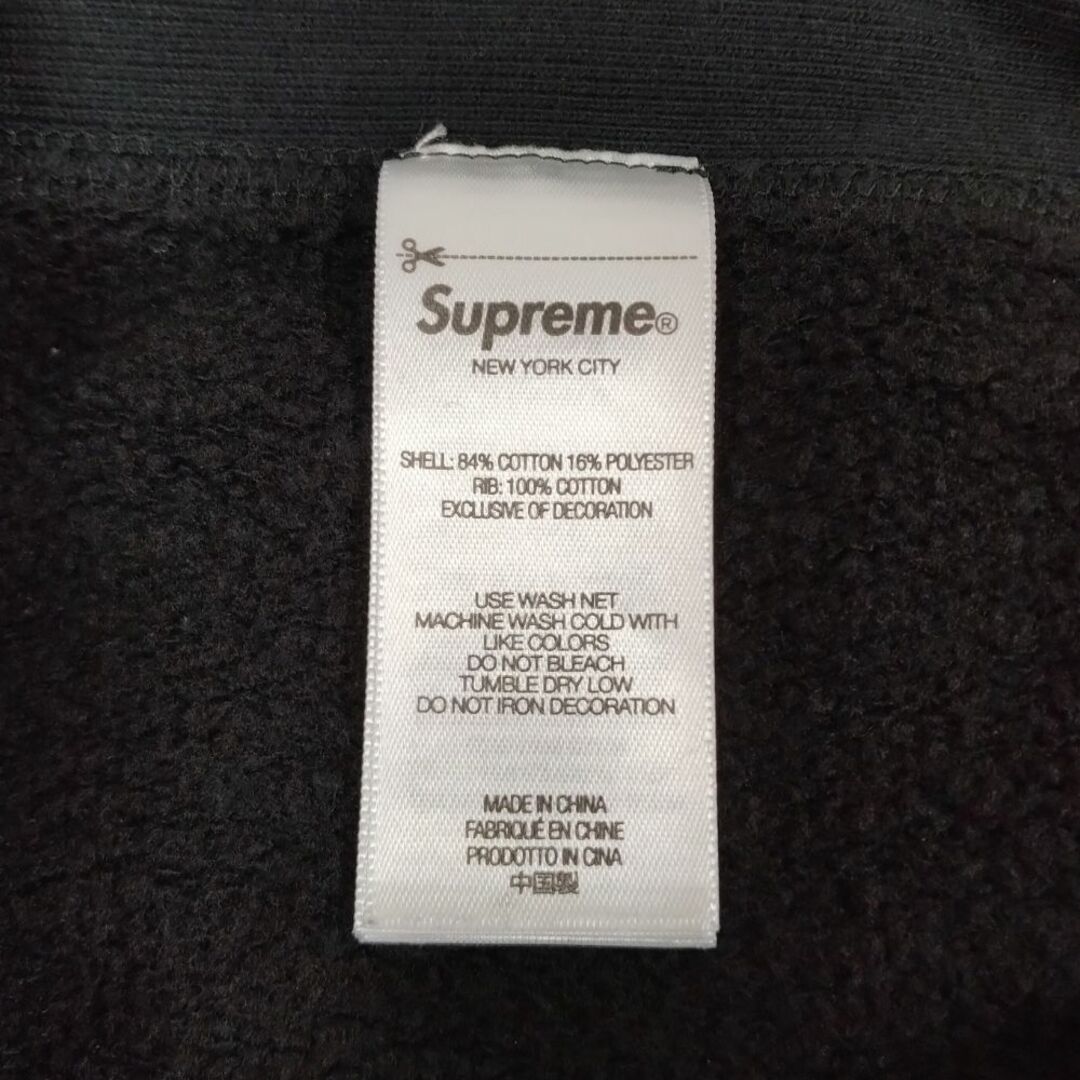 Supreme®
NEW YORK CITY
SHELL: 84% COTTON 16% POLYESTER
RIB: 100% COTTON
EXCLUSIVE OF DECORATION
USE WASH NET
MACHINE WASH COLD WITH
LIKE COLORS
DO NOT BLEACH
TUMBLE DRY LOW
DO NOT IRON DECORATION
MADE IN CHINA
FABRIQUÉ EN CHINE
PRODOTTO IN CINA
中国製